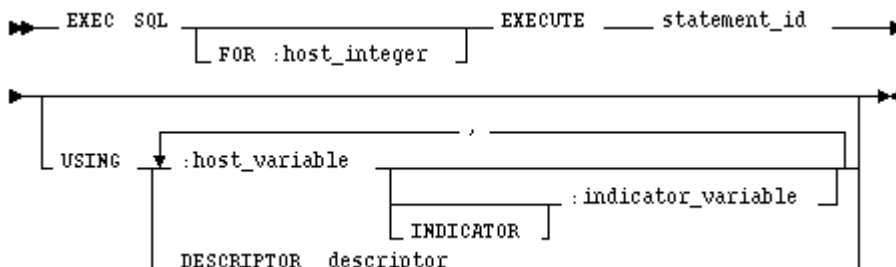 EXEC SQL EXECUTE statement_id
FOR :host_integer
,
USING :host_variable
:indicator_variable
INDICATOR
DESCRIPTOR descriptor